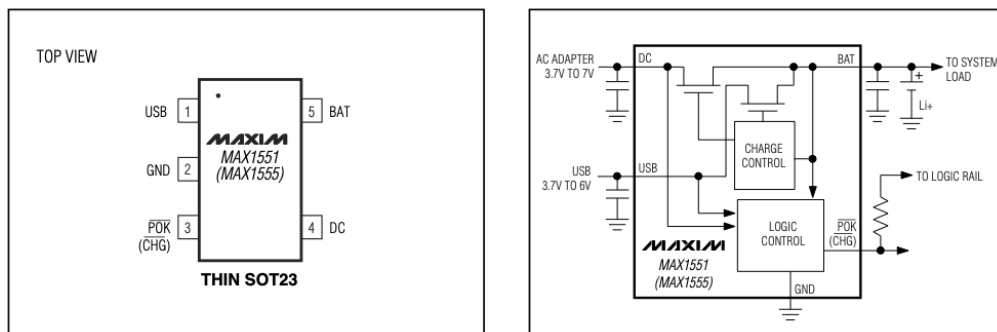 TOP VIEW
USB 1
5 BAT
MAXIM
MAX1551
(MAX1555)
GND 2
POK 3
(CHG)
4 DC
THIN SOT23
AC ADAPTER
3.7V TO 7V
DC
BAT
TO SYSTEM
LOAD
+
Li+
CHARGE
CONTROL
USB
3.7V TO 6V
USB
TO LOGIC RAIL
LOGIC
CONTROL
POK
(CHG)
MAXIM
MAX1551
(MAX1555)
GND